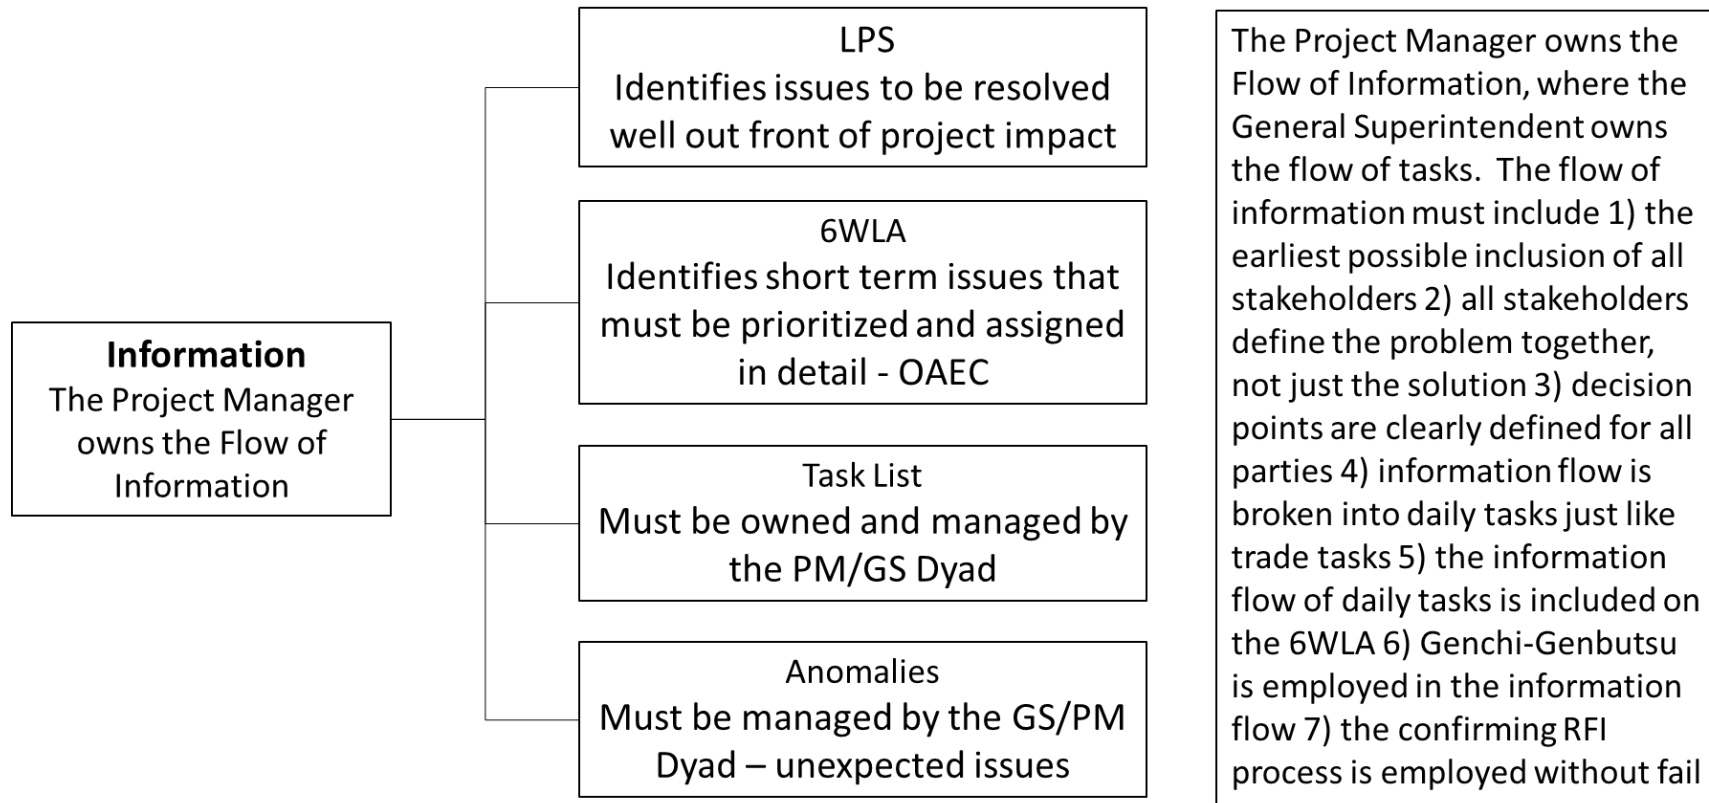 Information
The Project Manager
owns the Flow of
Information
LPS
Identifies issues to be resolved
well out front of project impact
6WLA
Identifies short term issues that
must be prioritized and assigned
in detail - OAEC
Task List
Must be owned and managed by
the PM/GS Dyad
Anomalies
Must be managed by the GS/PM
Dyad – unexpected issues
The Project Manager owns the
Flow of Information, where the
General Superintendent owns
the flow of tasks.  The flow of
information must include 1) the
earliest possible inclusion of all
stakeholders 2) all stakeholders
define the problem together,
not just the solution 3) decision
points are clearly defined for all
parties 4) information flow is
broken into daily tasks just like
trade tasks 5) the information
flow of daily tasks is included on
the 6WLA 6) Genchi-Genbutsu
is employed in the information
flow 7) the confirming RFI
process is employed without fail